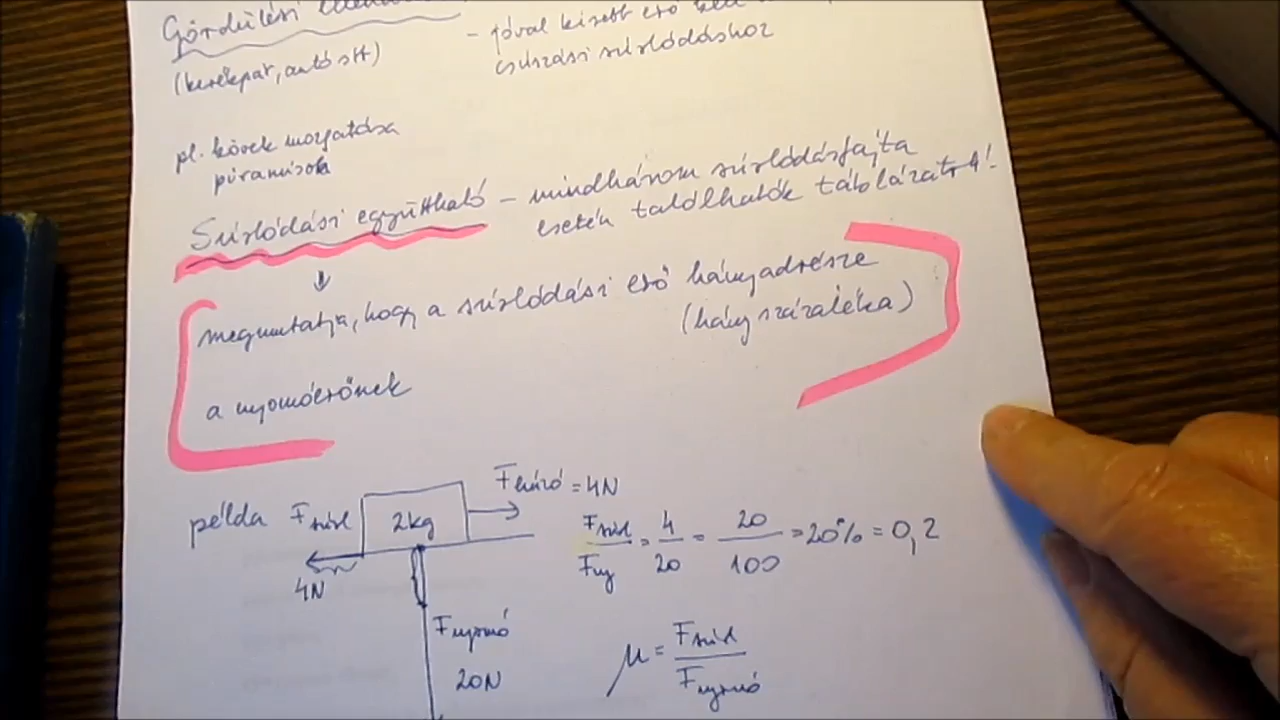 Gördülési
(kerékpár, autó stt)
- jóval kisebb erő kell
csúszási súrlódáshoz
pl. kövek mozgatása
piramisok
Súrlódási együttható - mindhárom súrlódásfajta
esetén találhatók táblázatok!
↓
megmutatja, hogy a súrlódási erő hányadrésze
(hány százaléka)
a nyomóerőnek
példa Fsúrl 2kg Fhúzó = 4N
4N
Fsúrl/Fny = 4/20 = 20/100 = 20% = 0,2
Fnyomó
20N
μ = Fsúrl/Fnyomó